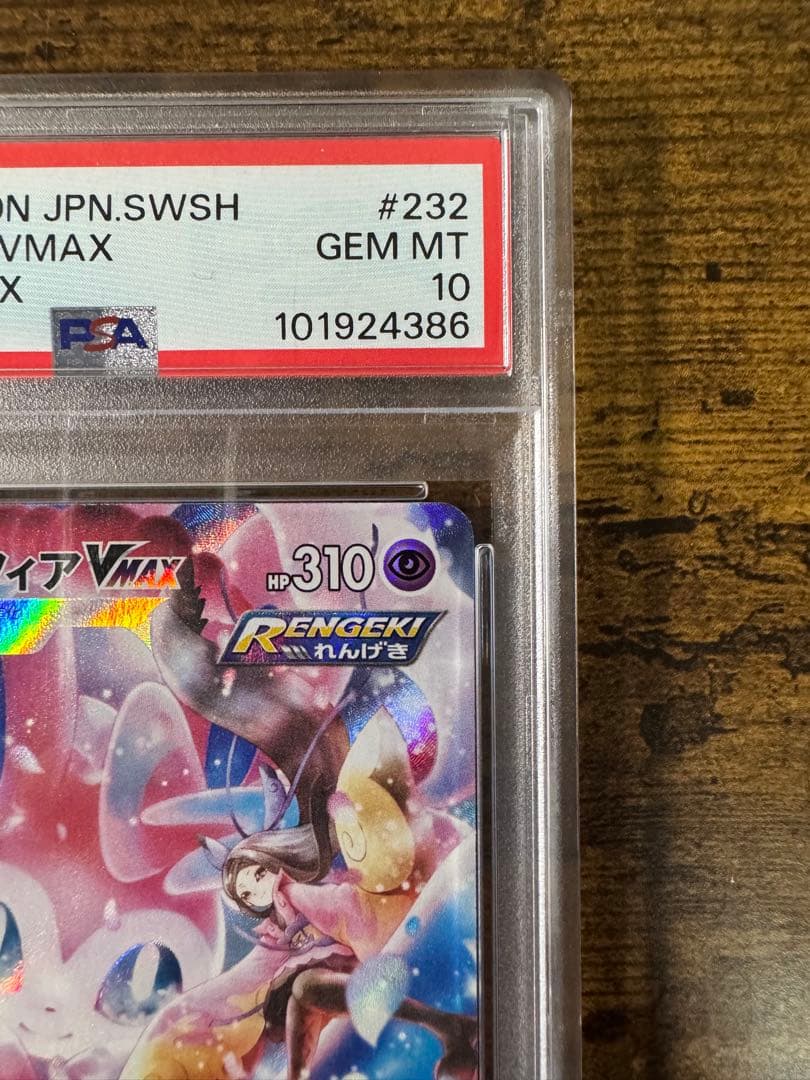 ON JPN.SWSH #232
VMAX GEM MT
X 10
PSA 101924386
ィアVMAX HP310
RENGEKI
れんげき